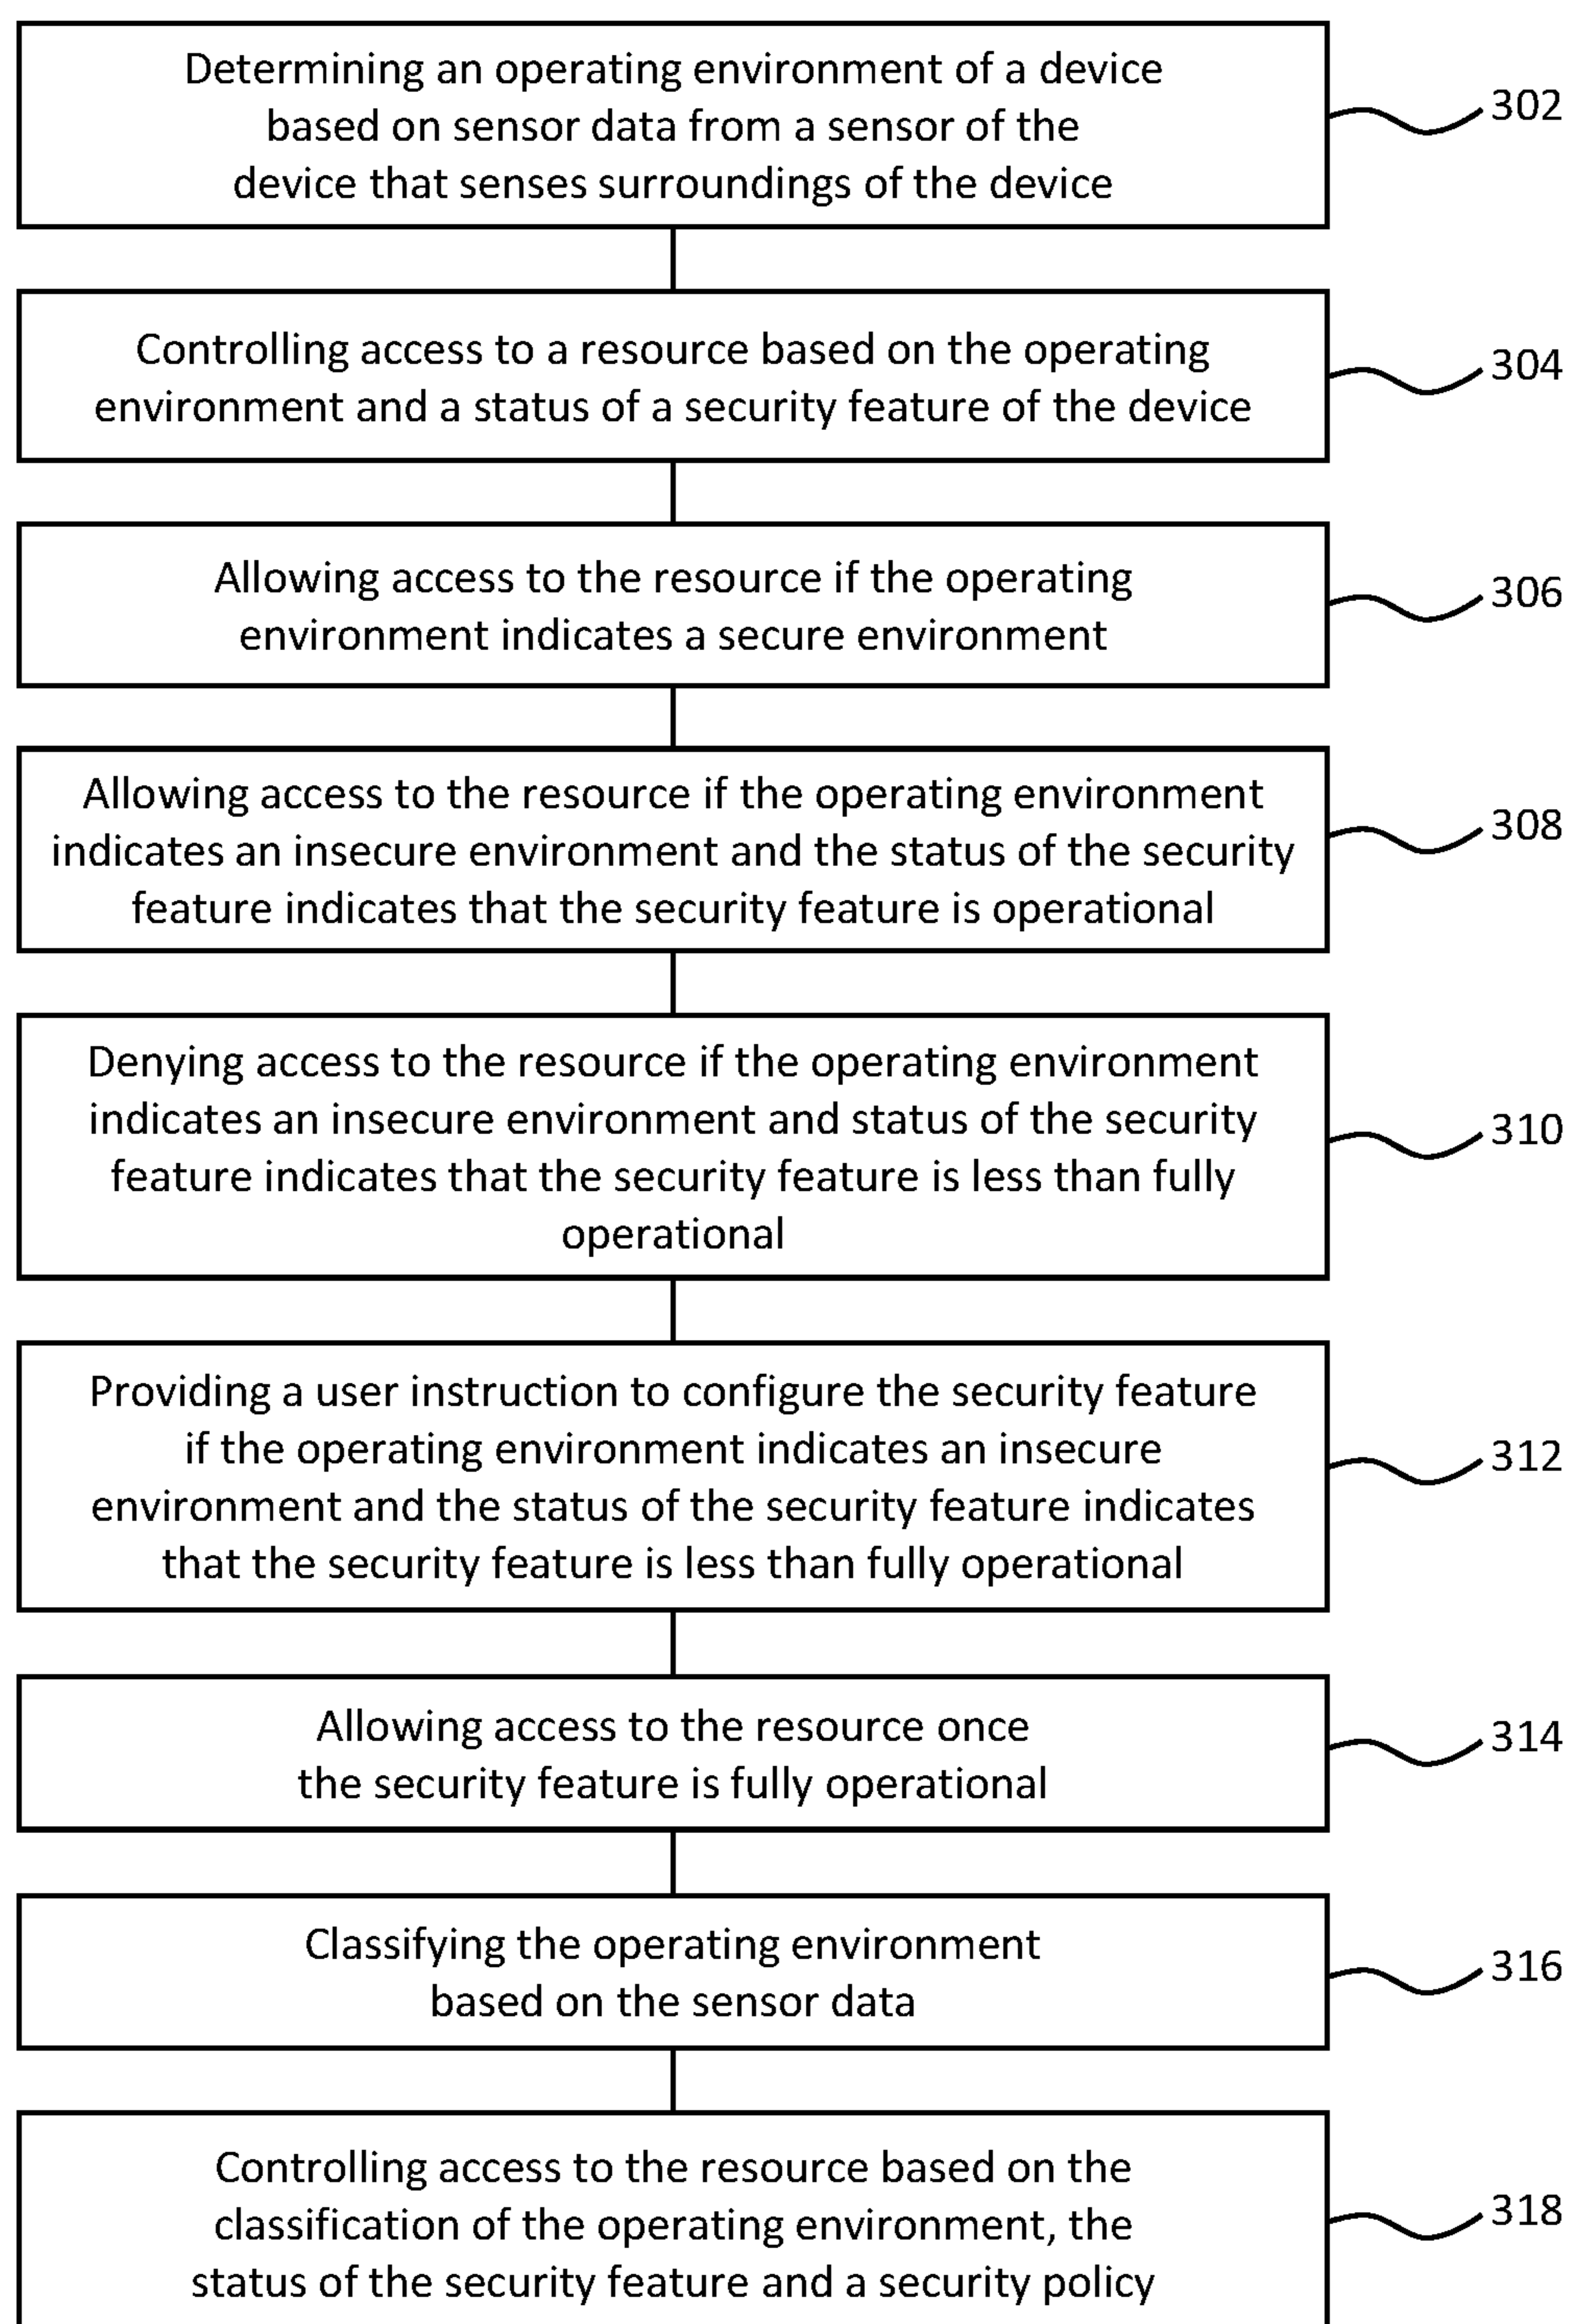 Determining an operating environment of a device
based on sensor data from a sensor of the
device that senses surroundings of the device
302
Controlling access to a resource based on the operating
environment and a status of a security feature of the device
304
Allowing access to the resource if the operating
environment indicates a secure environment
306
Allowing access to the resource if the operating environment
indicates an insecure environment and the status of the security
feature indicates that the security feature is operational
308
Denying access to the resource if the operating environment
indicates an insecure environment and status of the security
feature indicates that the security feature is less than fully
operational
310
Providing a user instruction to configure the security feature
if the operating environment indicates an insecure
environment and the status of the security feature indicates
that the security feature is less than fully operational
312
Allowing access to the resource once
the security feature is fully operational
314
Classifying the operating environment
based on the sensor data
316
Controlling access to the resource based on the
classification of the operating environment, the
status of the security feature and a security policy
318